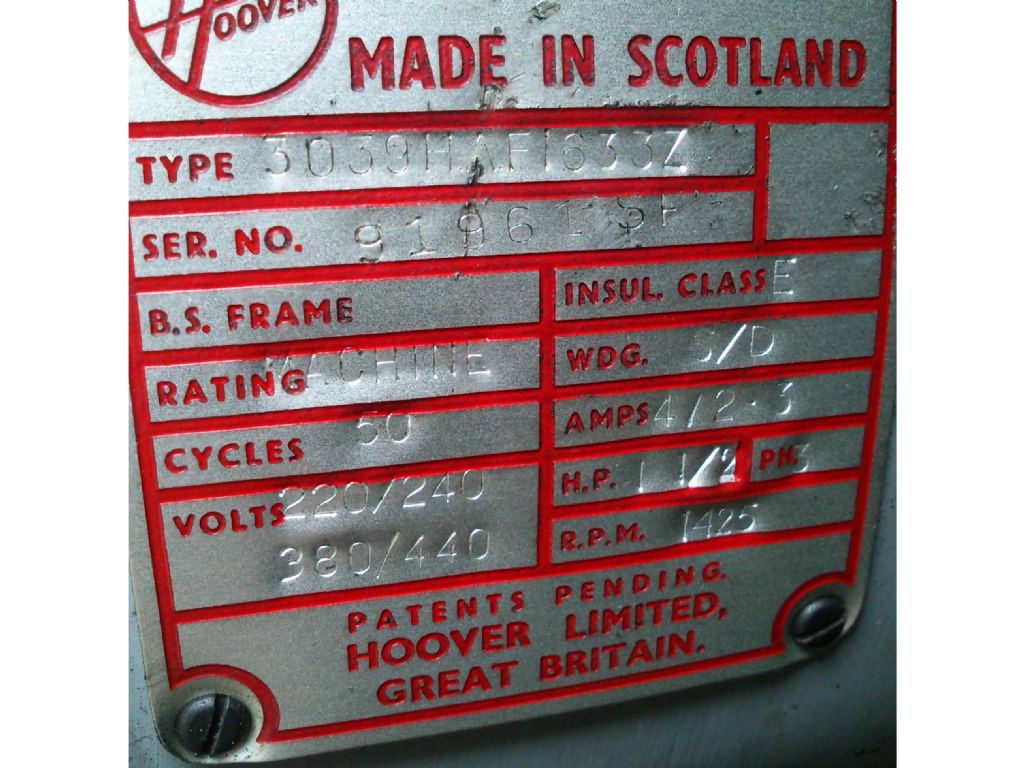 HOOVER
MADE IN SCOTLAND
TYPE 3039HAF1633Z
SER. NO. 91961 SF
B.S. FRAME
INSUL. CLASS E
RATING MACHINE
WDG. S/D
CYCLES 50
AMPS 4/2.3
VOLTS 220/240
380/440
H.P. 1 1/2 PH. 3
R.P.M. 1425
PATENTS PENDING.
HOOVER LIMITED,
GREAT BRITAIN.